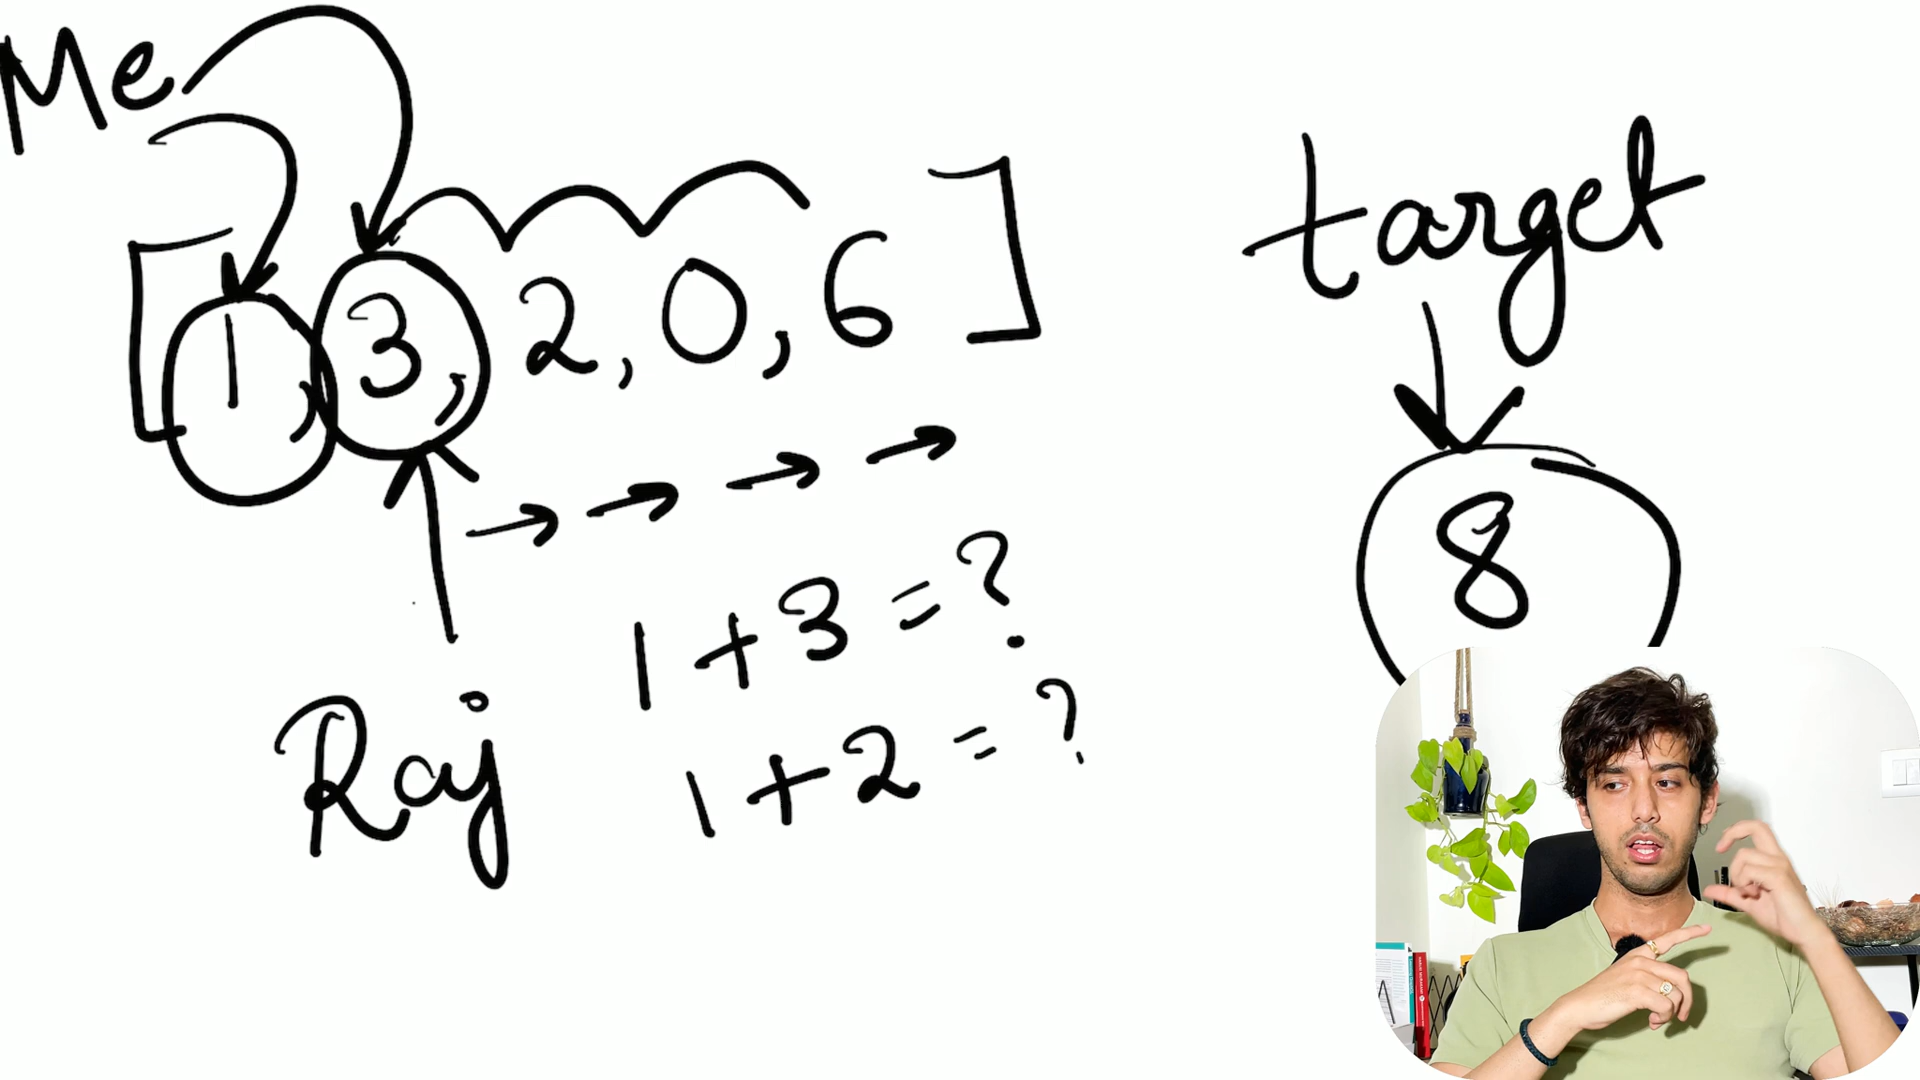 Me
[1, 3, 2, 0, 6]
target
8
1 + 3 = ?
1 + 2 = ?
Raj